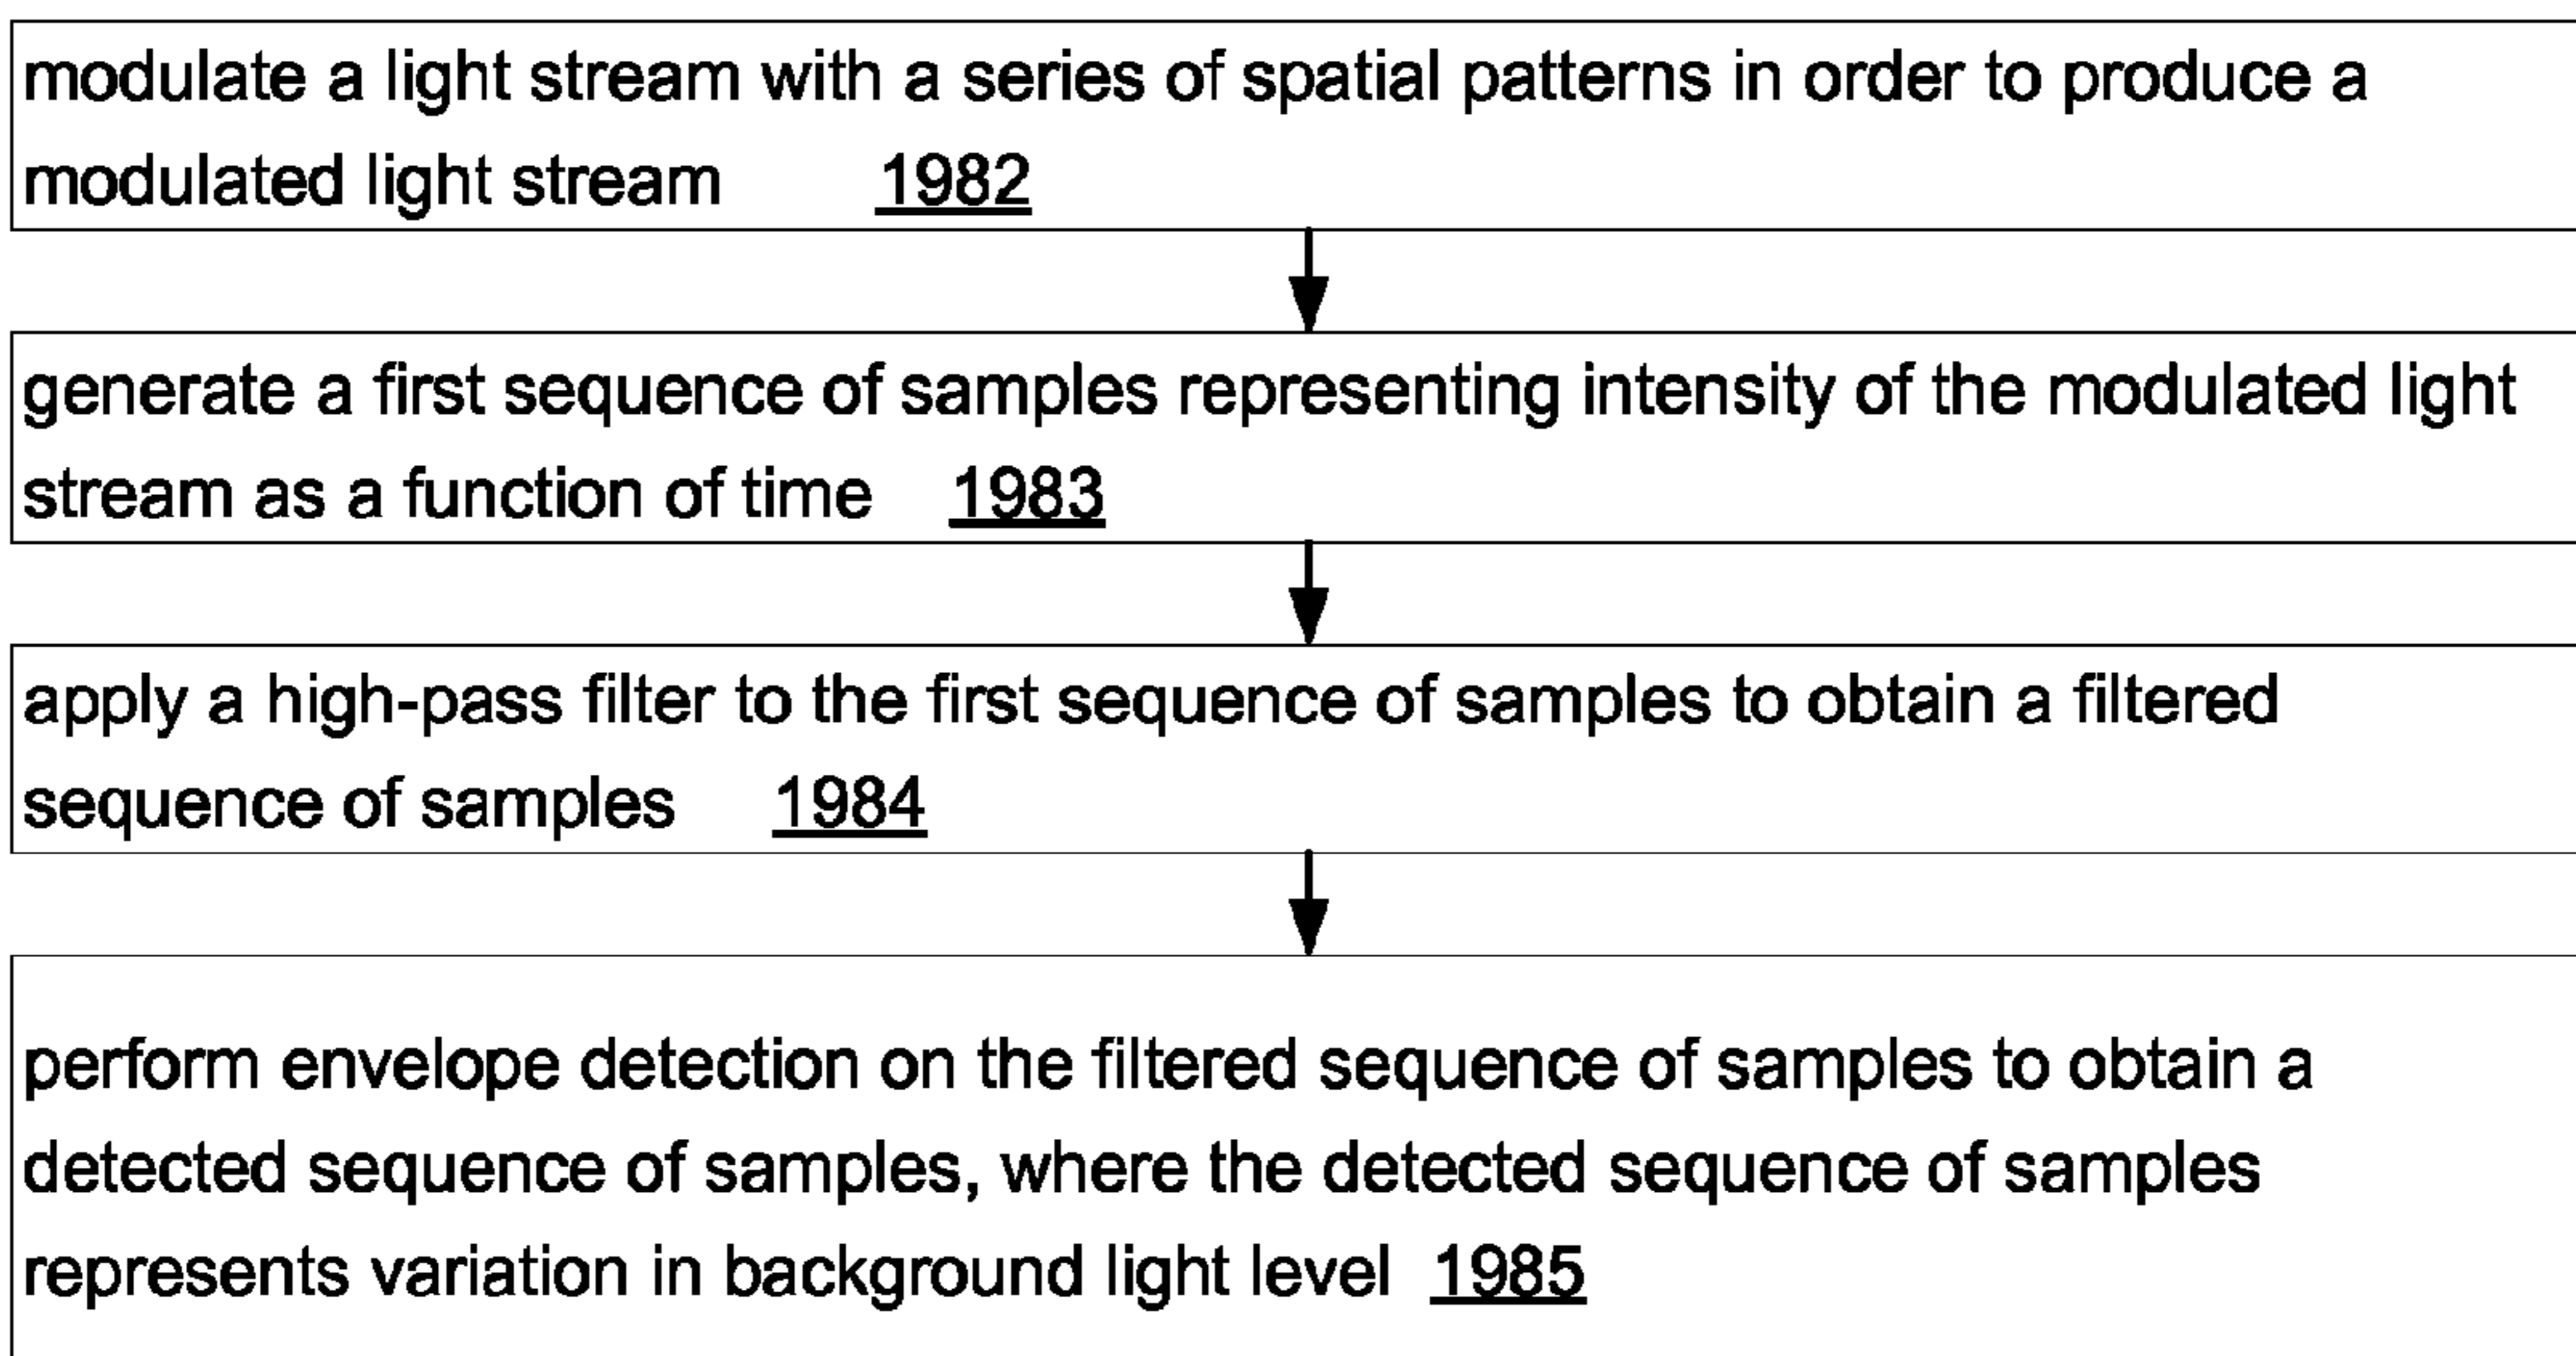 modulate a light stream with a series of spatial patterns in order to produce a
modulated light stream 1982
generate a first sequence of samples representing intensity of the modulated light
stream as a function of time 1983
apply a high-pass filter to the first sequence of samples to obtain a filtered
sequence of samples 1984
perform envelope detection on the filtered sequence of samples to obtain a
detected sequence of samples, where the detected sequence of samples
represents variation in background light level 1985